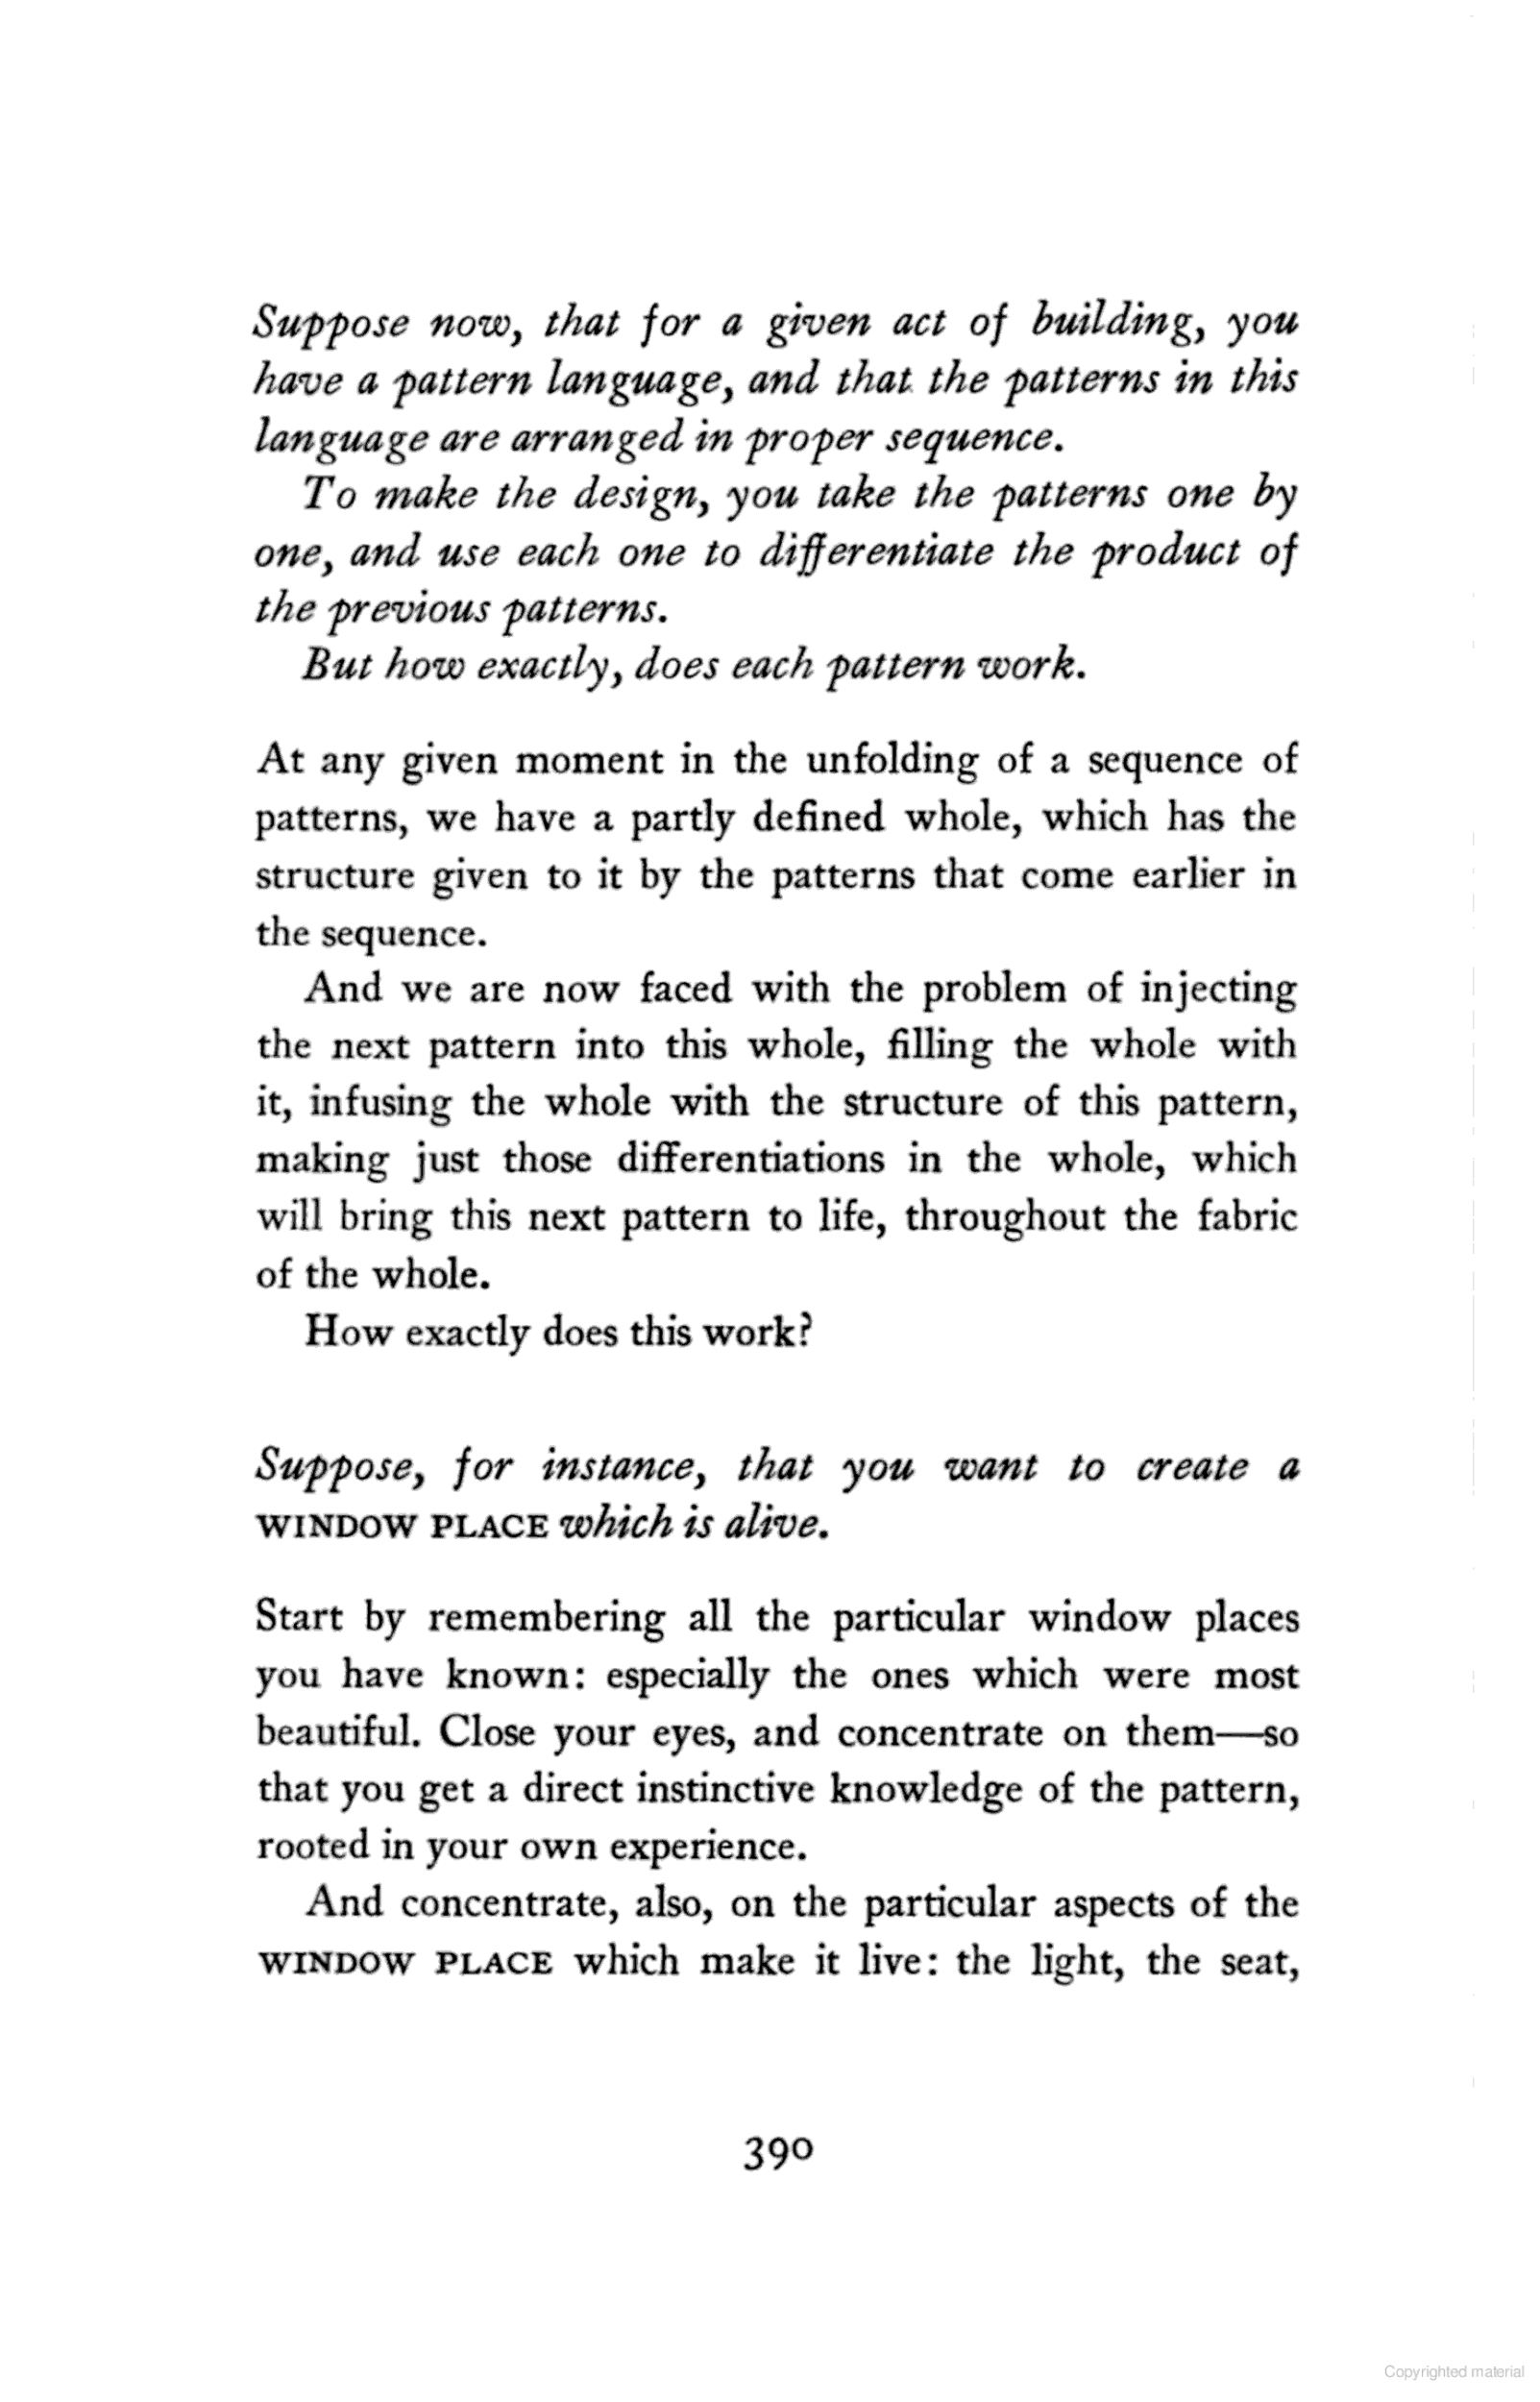 Suppose now, that for a given act of building, you
have a pattern language, and that the patterns in this
language are arranged in proper sequence.
To make the design, you take the patterns one by
one, and use each one to differentiate the product of
the previous patterns.
But how exactly, does each pattern work.
At any given moment in the unfolding of a sequence of
patterns, we have a partly defined whole, which has the
structure given to it by the patterns that come earlier in
the sequence.
And we are now faced with the problem of injecting
the next pattern into this whole, filling the whole with
it, infusing the whole with the structure of this pattern,
making just those differentiations in the whole, which
will bring this next pattern to life, throughout the fabric
of the whole.
How exactly does this work?
Suppose, for instance, that you want to create a
WINDOW PLACE which is alive.
Start by remembering all the particular window places
you have known: especially the ones which were most
beautiful. Close your eyes, and concentrate on them—so
that you get a direct instinctive knowledge of the pattern,
rooted in your own experience.
And concentrate, also, on the particular aspects of the
WINDOW PLACE which make it live: the light, the seat,
390
Copyrighted material